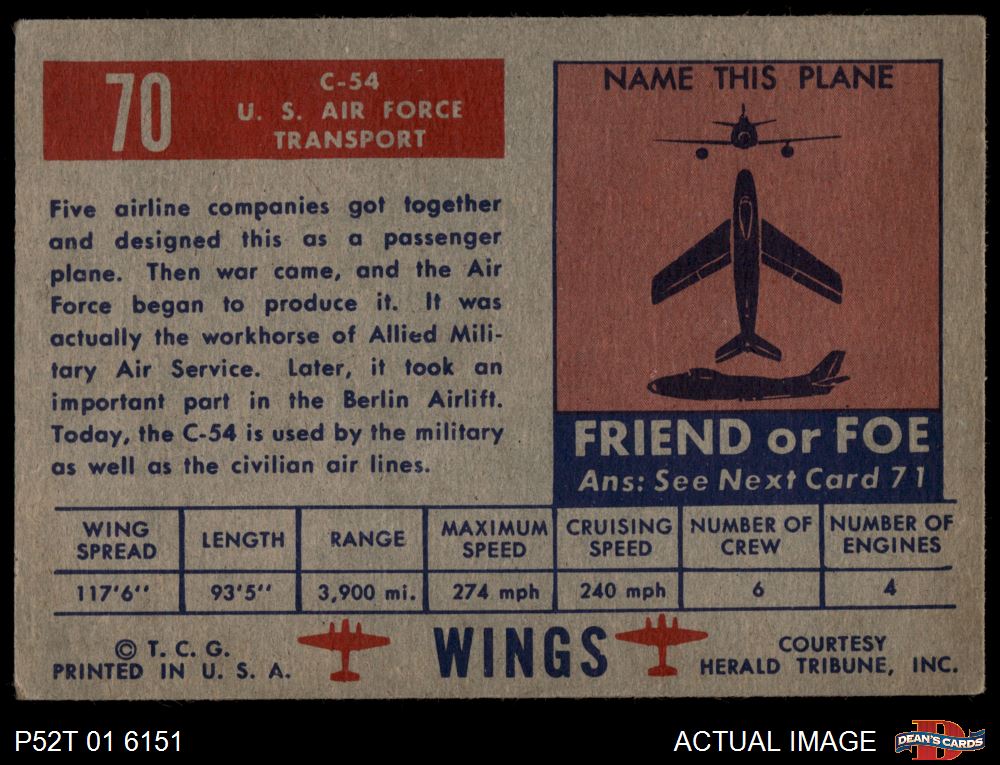 70
C-54
U. S. AIR FORCE
TRANSPORT
Five airline companies got together
and designed this as a passenger
plane. Then war came, and the Air
Force began to produce it. It was
actually the workhorse of Allied Mili-
tary Air Service. Later, it took an
important part in the Berlin Airlift.
Today, the C-54 is used by the military
as well as the civilian air lines.
NAME THIS PLANE
FRIEND or FOE
Ans: See Next Card 71
WING SPREAD
LENGTH
RANGE
MAXIMUM SPEED
CRUISING SPEED
NUMBER OF CREW
NUMBER OF ENGINES
117'6"
93'5"
3,900 mi.
274 mph
240 mph
6
4
© T. C. G.
PRINTED IN U. S. A.
WINGS
COURTESY
HERALD TRIBUNE, INC.
P52T 01 6151
ACTUAL IMAGE
D
DEAN'S CARDS